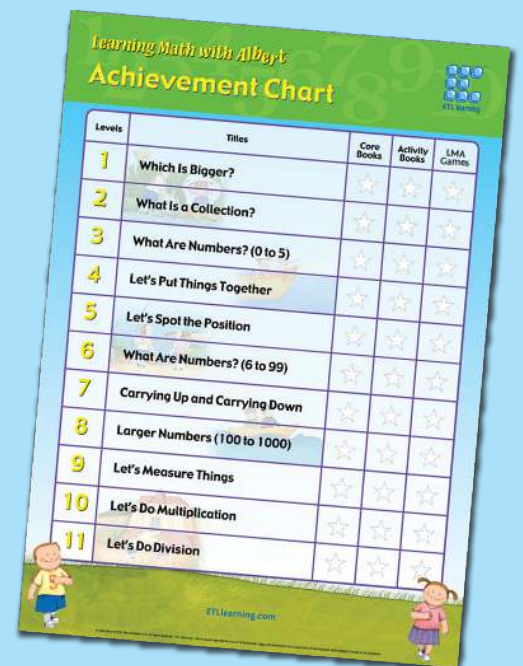 Learning Math with Albert
Achievement Chart
ETL learning
Levels Titles Core Books Activity Books LMA Games
1 Which Is Bigger?
2 What Is a Collection?
3 What Are Numbers? (0 to 5)
4 Let's Put Things Together
5 Let's Spot the Position
6 What Are Numbers? (6 to 99)
7 Carrying Up and Carrying Down
8 Larger Numbers (100 to 1000)
9 Let's Measure Things
10 Let's Do Multiplication
11 Let's Do Division
5
ETLlearning.com